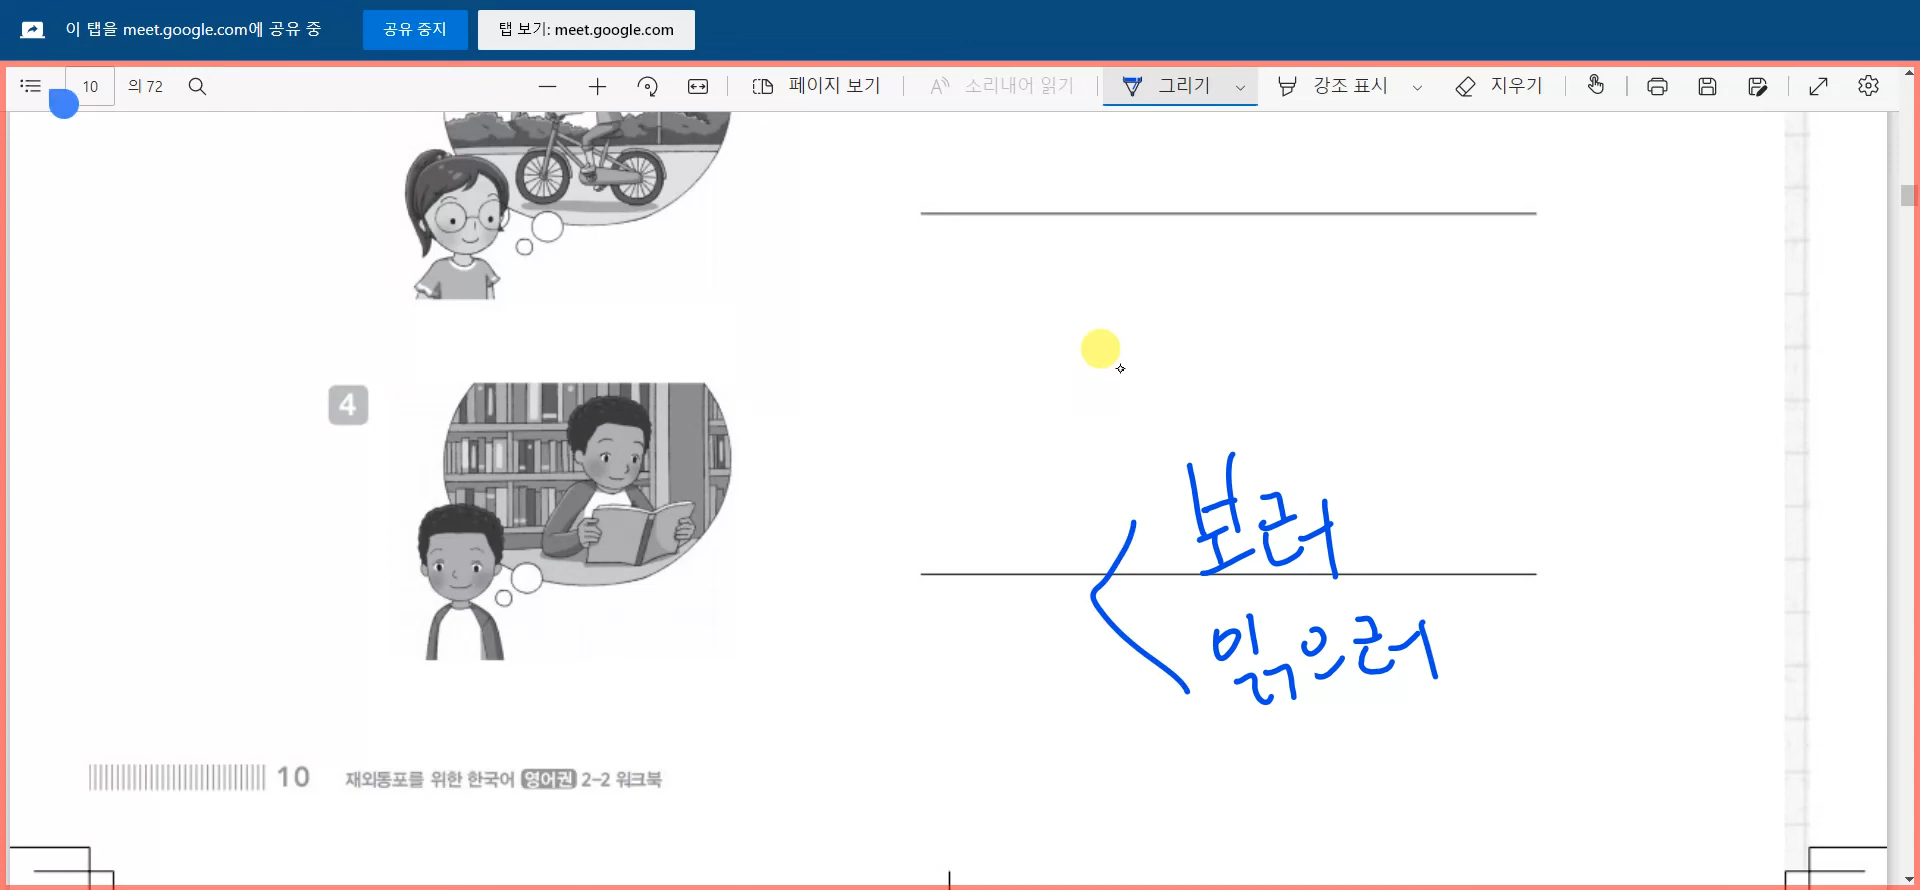 이 탭을 meet.google.com에 공유 중 공유 중지 탭 보기: meet.google.com
10 의 72 페이지 보기 소리내어 읽기 그리기 강조 표시 지우기
4
보러
읽으러
10 재외동포를 위한 한국어 영어권 2-2 워크북